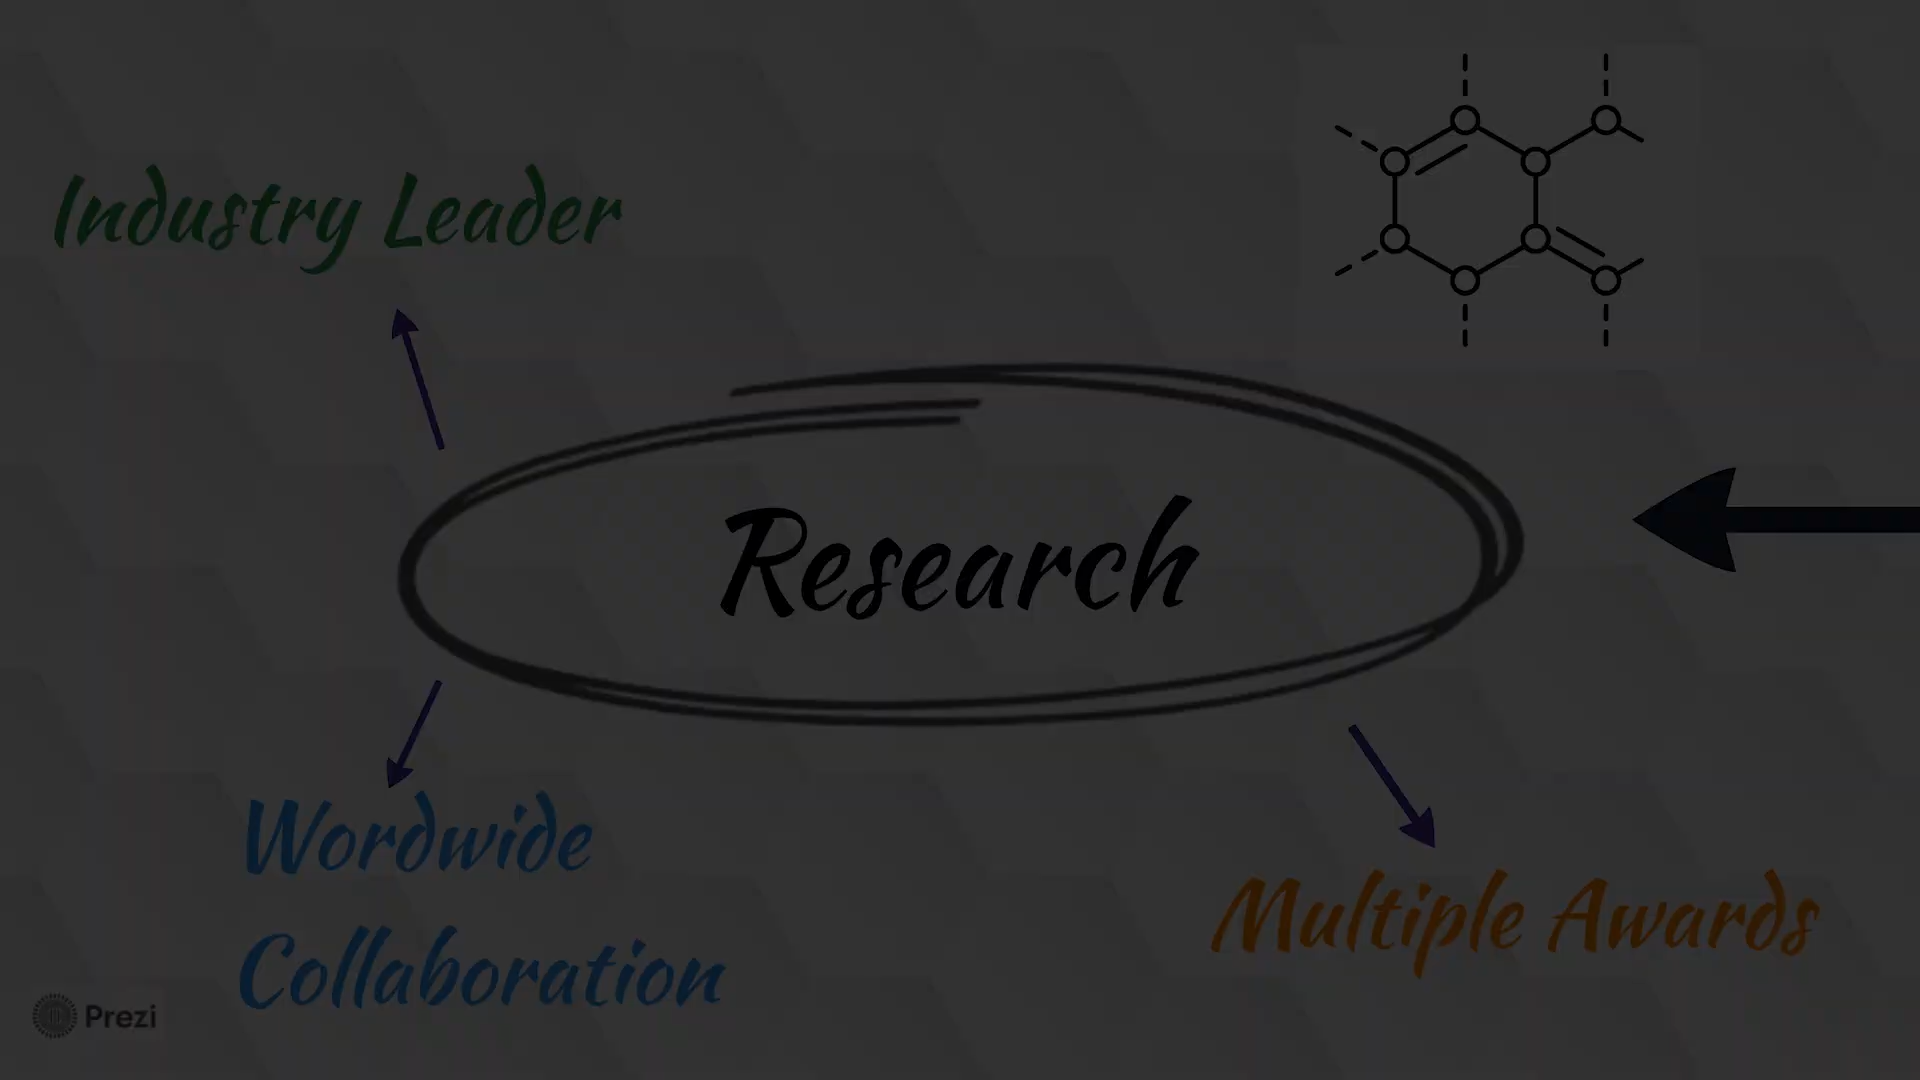 Industry Leader
Research
Wordwide
Collaboration
Multiple Awards
Prezi